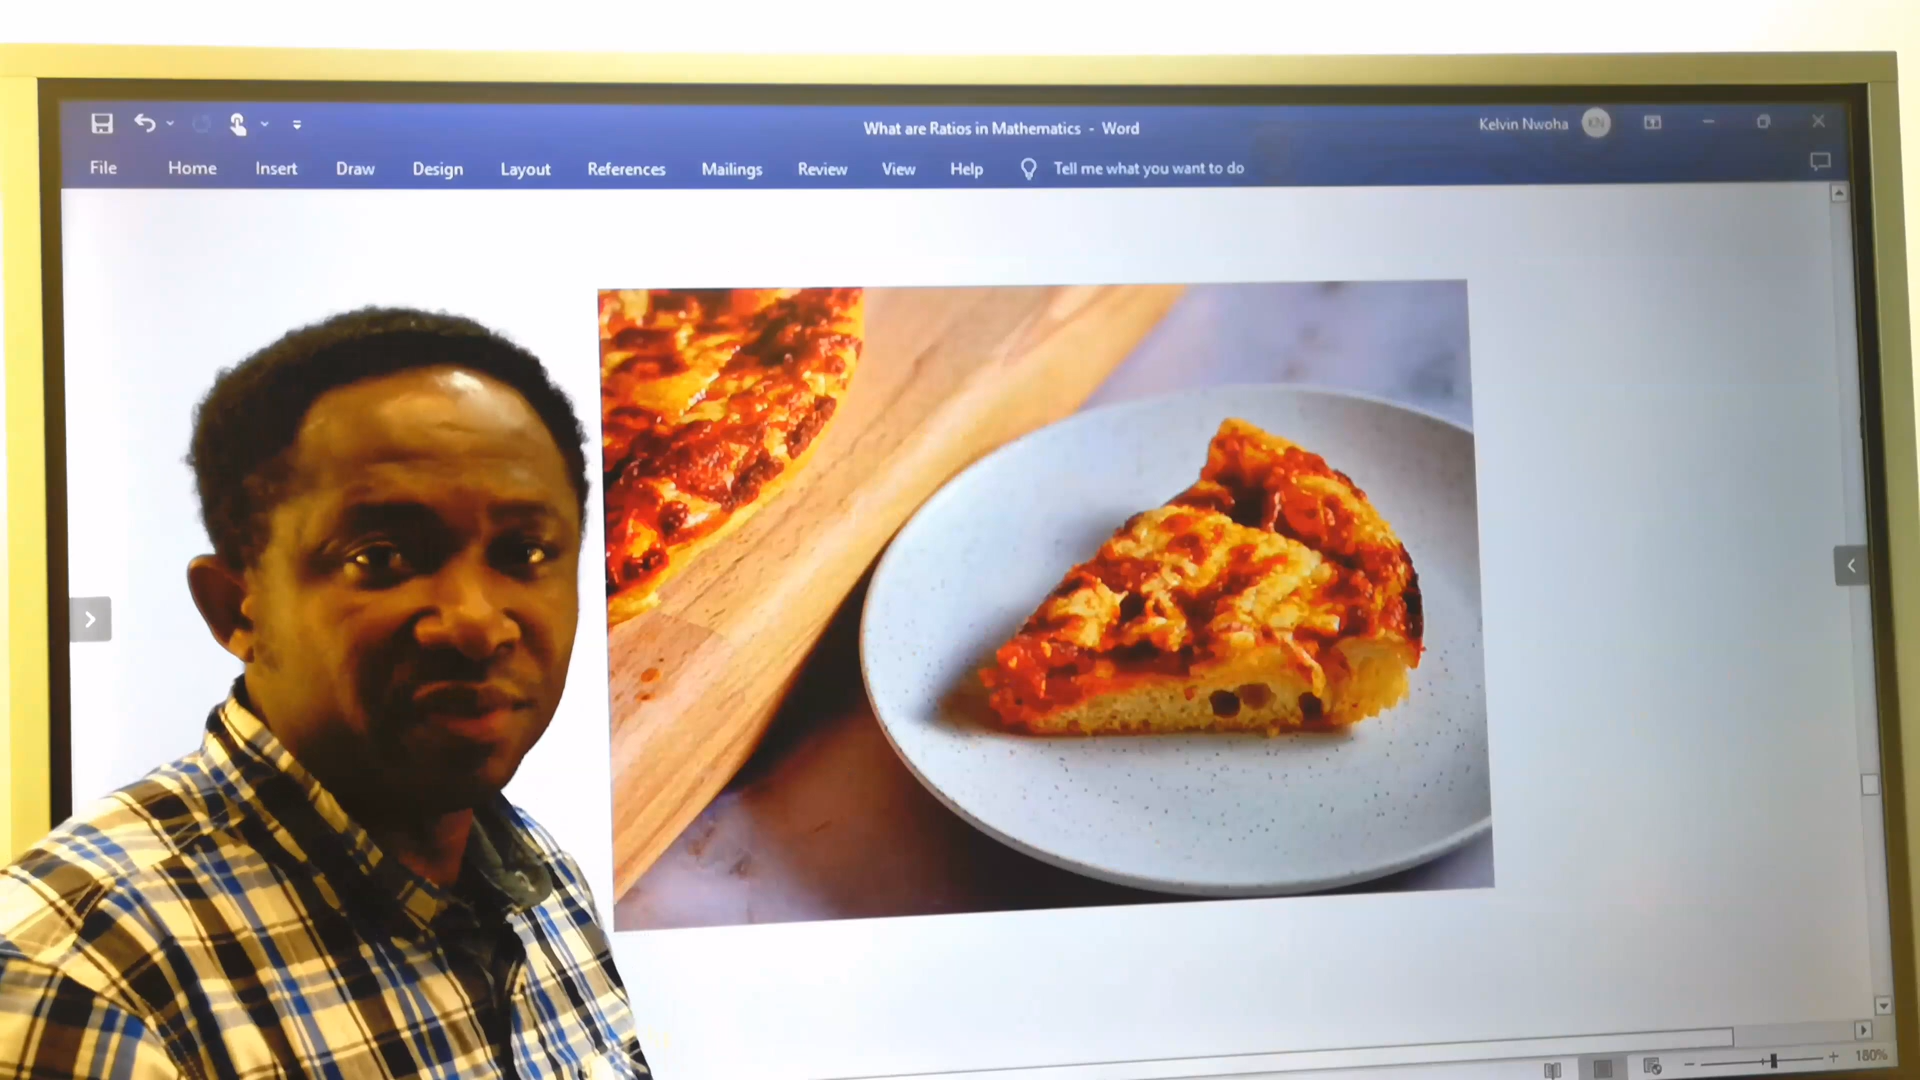 What are Ratios in Mathematics - Word
Kelvin Nwoha
KN
File Home Insert Draw Design Layout References Mailings Review View Help Tell me what you want to do
180%